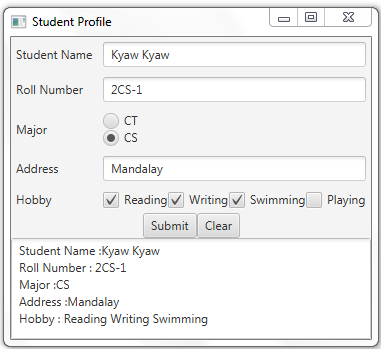 Student Profile
Student Name Kyaw Kyaw
Roll Number 2CS-1
Major CT
CS
Address Mandalay
Hobby Reading Writing Swimming Playing
Submit Clear
Student Name :Kyaw Kyaw
Roll Number : 2CS-1
Major :CS
Address :Mandalay
Hobby : Reading Writing Swimming